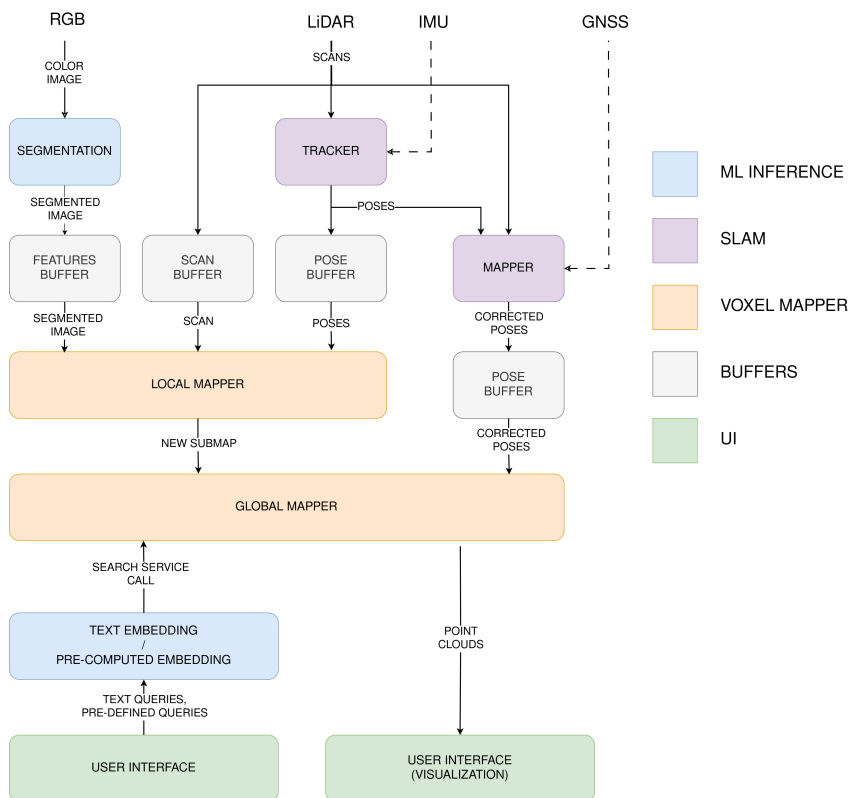 RGB
LiDAR
IMU
GNSS
SCANS
COLOR
IMAGE
SEGMENTATION
TRACKER
ML INFERENCE
SEGMENTED
IMAGE
POSES
SLAM
FEATURES
BUFFER
SCAN
BUFFER
POSE
BUFFER
MAPPER
VOXEL MAPPER
SEGMENTED
IMAGE
SCAN
POSES
CORRECTED
POSES
LOCAL MAPPER
POSE
BUFFER
BUFFERS
NEW SUBMAP
CORRECTED
POSES
UI
GLOBAL MAPPER
SEARCH SERVICE
CALL
TEXT EMBEDDING
/
PRE-COMPUTED EMBEDDING
POINT
CLOUDS
TEXT QUERIES,
PRE-DEFINED QUERIES
USER INTERFACE
USER INTERFACE
(VISUALIZATION)